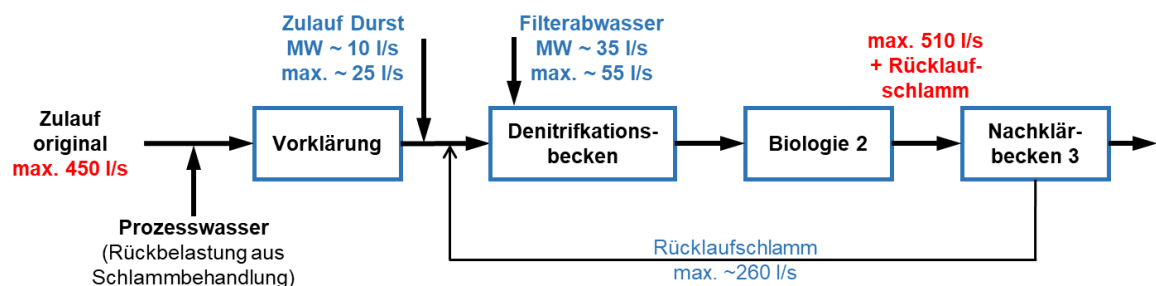 Zulauf Durst
MW ~ 10 l/s
max. ~ 25 l/s
Filterabwasser
MW ~ 35 l/s
max. ~ 55 l/s
max. 510 l/s
+ Rücklauf-
schlamm
Zulauf
original
max. 450 l/s
Vorklärung
Denitrifkations-
becken
Biologie 2
Nachklär-
becken 3
Prozesswasser
(Rückbelastung aus
Schlammbehandlung)
Rücklaufschlamm
max. ~260 l/s